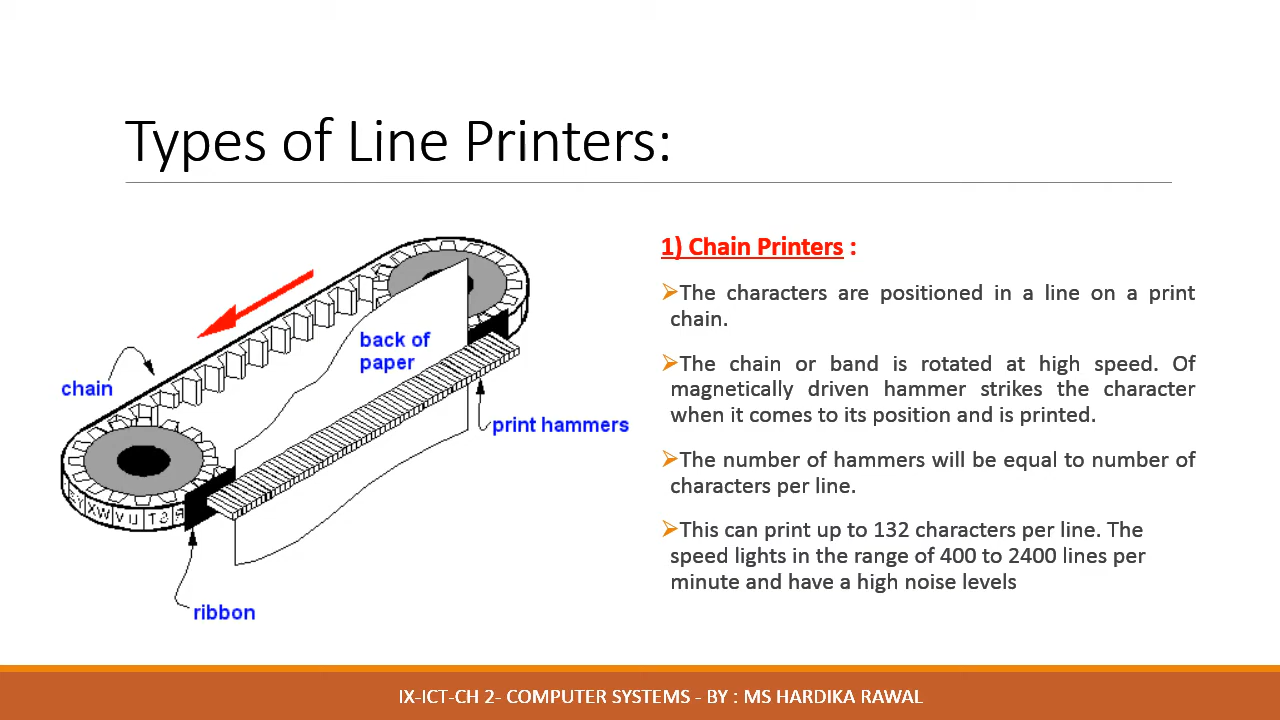 Types of Line Printers:
1) Chain Printers :
➢The characters are positioned in a line on a print
chain.
➢The chain or band is rotated at high speed. Of
magnetically driven hammer strikes the character
when it comes to its position and is printed.
➢The number of hammers will be equal to number of
characters per line.
➢This can print up to 132 characters per line. The
speed lights in the range of 400 to 2400 lines per
minute and have a high noise levels
back of
paper
chain
print hammers
XW V U T S R
ribbon
IX-ICT-CH 2- COMPUTER SYSTEMS - BY : MS HARDIKA RAWAL